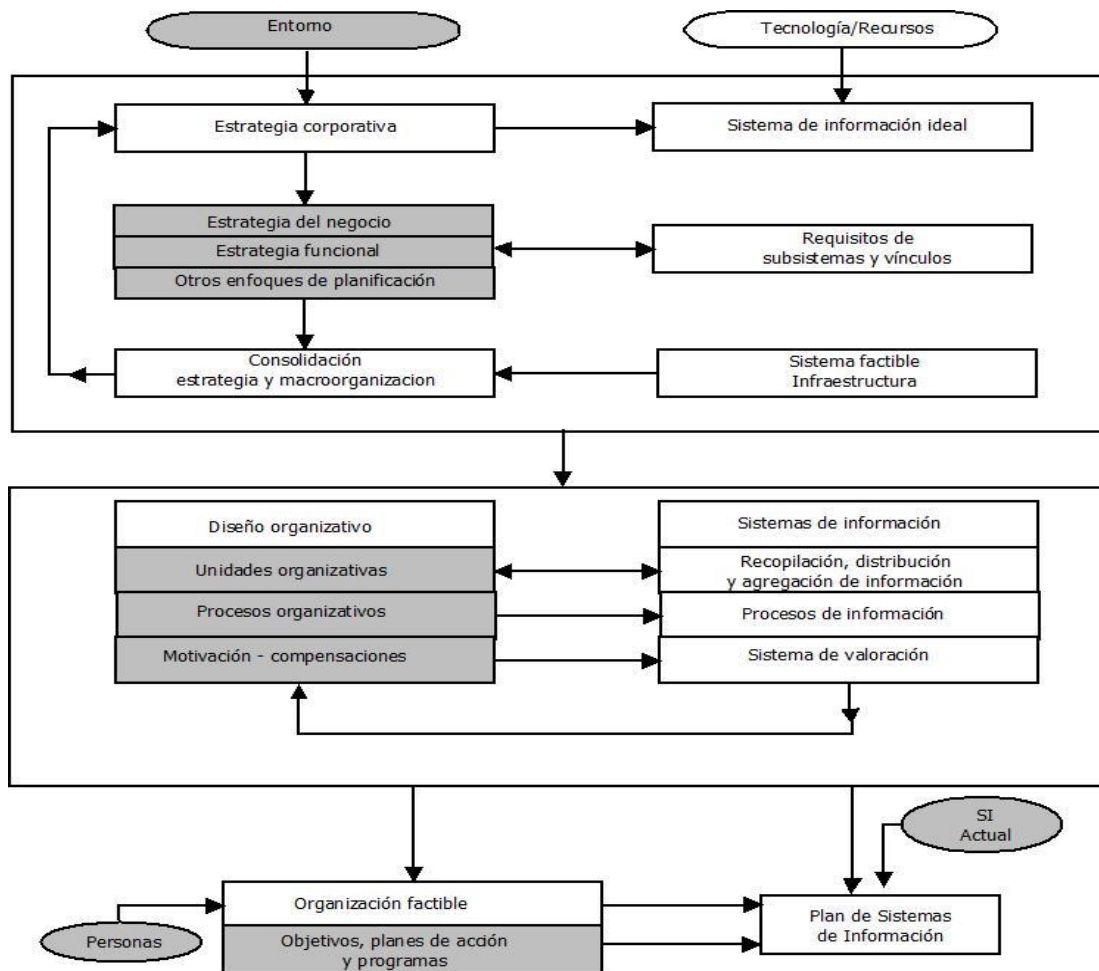 Entorno
Tecnología/Recursos
Estrategia corporativa
Sistema de información ideal
Estrategia del negocio
Estrategia funcional
Otros enfoques de planificación
Requisitos de
subsistemas y vínculos
Consolidación
estrategia y macroorganizacion
Sistema factible
Infraestructura
Diseño organizativo
Sistemas de información
Unidades organizativas
Recopilación, distribución
y agregación de información
Procesos organizativos
Procesos de información
Motivación - compensaciones
Sistema de valoración
SI
Actual
Organización factible
Personas
Objetivos, planes de acción
y programas
Plan de Sistemas
de Información